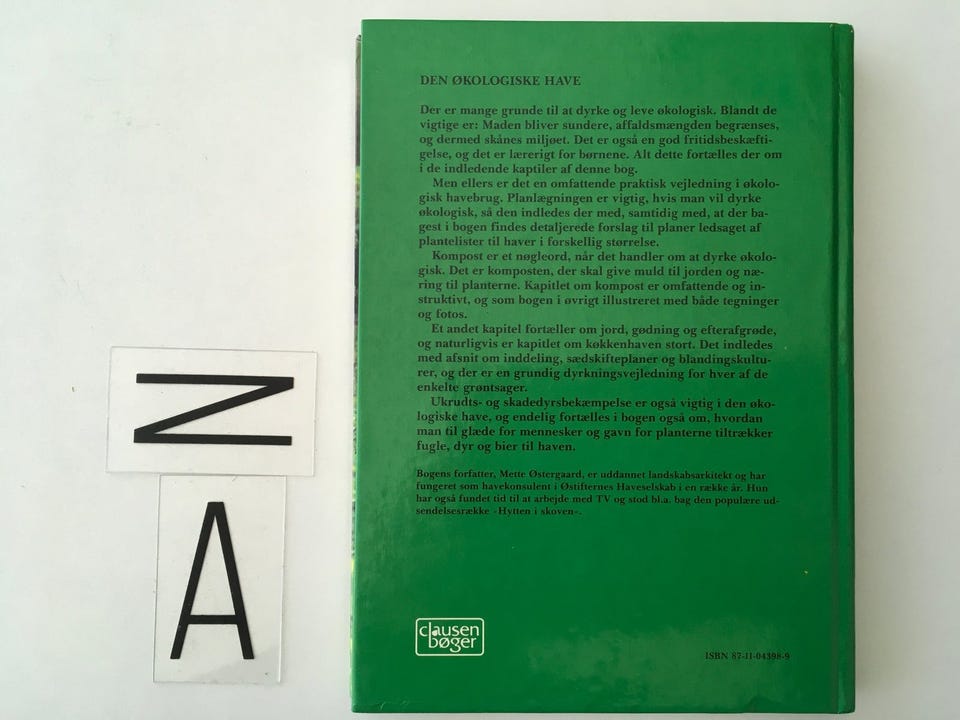 DEN ØKOLOGISKE HAVE
Der er mange grunde til at dyrke og leve økologisk. Blandt de
vigtige er: Maden bliver sundere, affaldsmængden begrænses,
og dermed skånes miljøet. Det er også en god fritidsbeskæfti-
gelse, og det er lærerigt for børnene. Alt dette fortælles der om
i de indledende kaptiler af denne bog.
Men ellers er det en omfattende praktisk vejledning i økolo-
gisk havebrug. Planlægningen er vigtig, hvis man vil dyrke
økologisk, så den indledes der med, samtidig med, at der ba-
gest i bogen findes detaljerede forslag til planer ledsaget af
plantelister til haver i forskellig størrelse.
Kompost er et nøgleord, når det handler om at dyrke økolo-
gisk. Det er komposten, der skal give muld til jorden og næ-
ring til planterne. Kapitlet om kompost er omfattende og in-
struktivt, og som bogen i øvrigt illustreret med både tegninger
og fotos.
Et andet kapitel fortæller om jord, gødning og efterafgrøde,
og naturligvis er kapitlet om køkkenhaven stort. Det indledes
med afsnit om inddeling, sædskifteplaner og blandingskultu-
rer, og der er en grundig dyrkningsvejledning for hver af de
enkelte grøntsager.
Ukrudts- og skadedyrsbekæmpelse er også vigtig i den øko-
logiske have, og endelig fortælles i bogen også om, hvordan
man til glæde for mennesker og gavn for planterne tiltrækker
fugle, dyr og bier til haven.
Bogens forfatter, Mette Østergaard, er uddannet landskabsarkitekt og har
fungeret som havekonsulent i Østifternes Haveselskab i en række år. Hun
har også fundet tid til at arbejde med TV og stod bl.a. bag den populære ud-
sendelsesrække »Hytten i skoven«.
clausen
bøger
ISBN 87-11-04398-9
Z
A